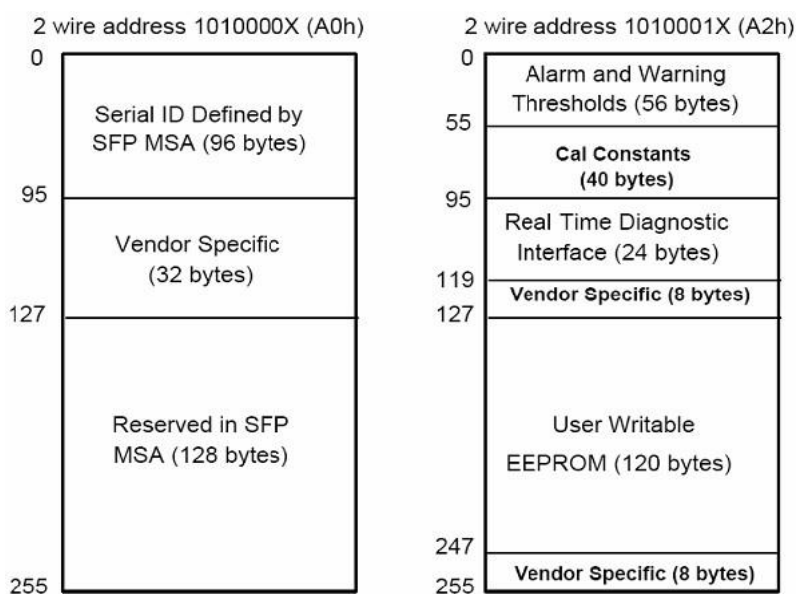 2 wire address 1010000X (A0h)
0
Serial ID Defined by
SFP MSA (96 bytes)
95
Vendor Specific
(32 bytes)
127
Reserved in SFP
MSA (128 bytes)
255
2 wire address 1010001X (A2h)
0
Alarm and Warning
Thresholds (56 bytes)
55
Cal Constants
(40 bytes)
95
Real Time Diagnostic
Interface (24 bytes)
119
Vendor Specific (8 bytes)
127
User Writable
EEPROM (120 bytes)
247
Vendor Specific (8 bytes)
255